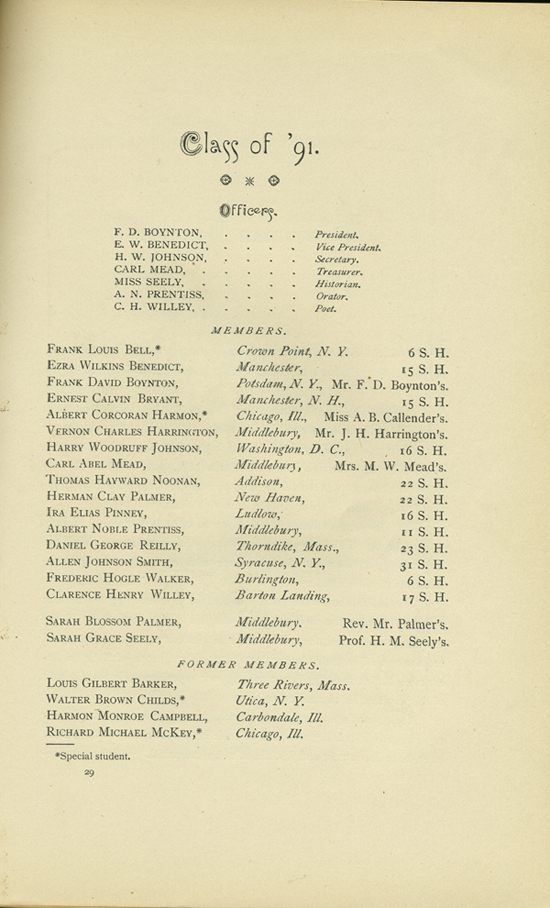 Class of '91.
Officers.
F. D. BOYNTON, . . . . President.
E. W. BENEDICT, . . . . Vice President.
H. W. JOHNSON, . . . . Secretary.
CARL MEAD, . . . . . Treasurer.
MISS SEELY, . . . . . Historian.
A. N. PRENTISS, . . . . Orator.
C. H. WILLEY, . . . . . Poet.
MEMBERS.
FRANK LOUIS BELL,* Crown Point, N. Y. 6 S. H.
EZRA WILKINS BENEDICT, Manchester, 15 S. H.
FRANK DAVID BOYNTON, Potsdam, N. Y., Mr. F. D. Boynton's.
ERNEST CALVIN BRYANT, Manchester, N. H., 15 S. H.
ALBERT CORCORAN HARMON,* Chicago, Ill., Miss A. B. Callender's.
VERNON CHARLES HARRINGTON, Middlebury, Mr. J. H. Harrington's.
HARRY WOODRUFF JOHNSON, Washington, D. C., 16 S. H.
CARL ABEL MEAD, Middlebury, Mrs. M. W. Mead's.
THOMAS HAYWARD NOONAN, Addison, 22 S. H.
HERMAN CLAY PALMER, New Haven, 22 S. H.
IRA ELIAS PINNEY, Ludlow, 16 S. H.
ALBERT NOBLE PRENTISS, Middlebury, 11 S. H.
DANIEL GEORGE REILLY, Thorndike, Mass., 23 S. H.
ALLEN JOHNSON SMITH, Syracuse, N. Y., 31 S. H.
FREDERIC HOGLE WALKER, Burlington, 6 S. H.
CLARENCE HENRY WILLEY, Barton Landing, 17 S. H.
SARAH BLOSSOM PALMER, Middlebury. Rev. Mr. Palmer's.
SARAH GRACE SEELY, Middlebury, Prof. H. M. Seely's.
FORMER MEMBERS.
LOUIS GILBERT BARKER, Three Rivers, Mass.
WALTER BROWN CHILDS,* Utica, N. Y.
HARMON MONROE CAMPBELL, Carbondale, Ill.
RICHARD MICHAEL MCKEY,* Chicago, Ill.
*Special student.
29